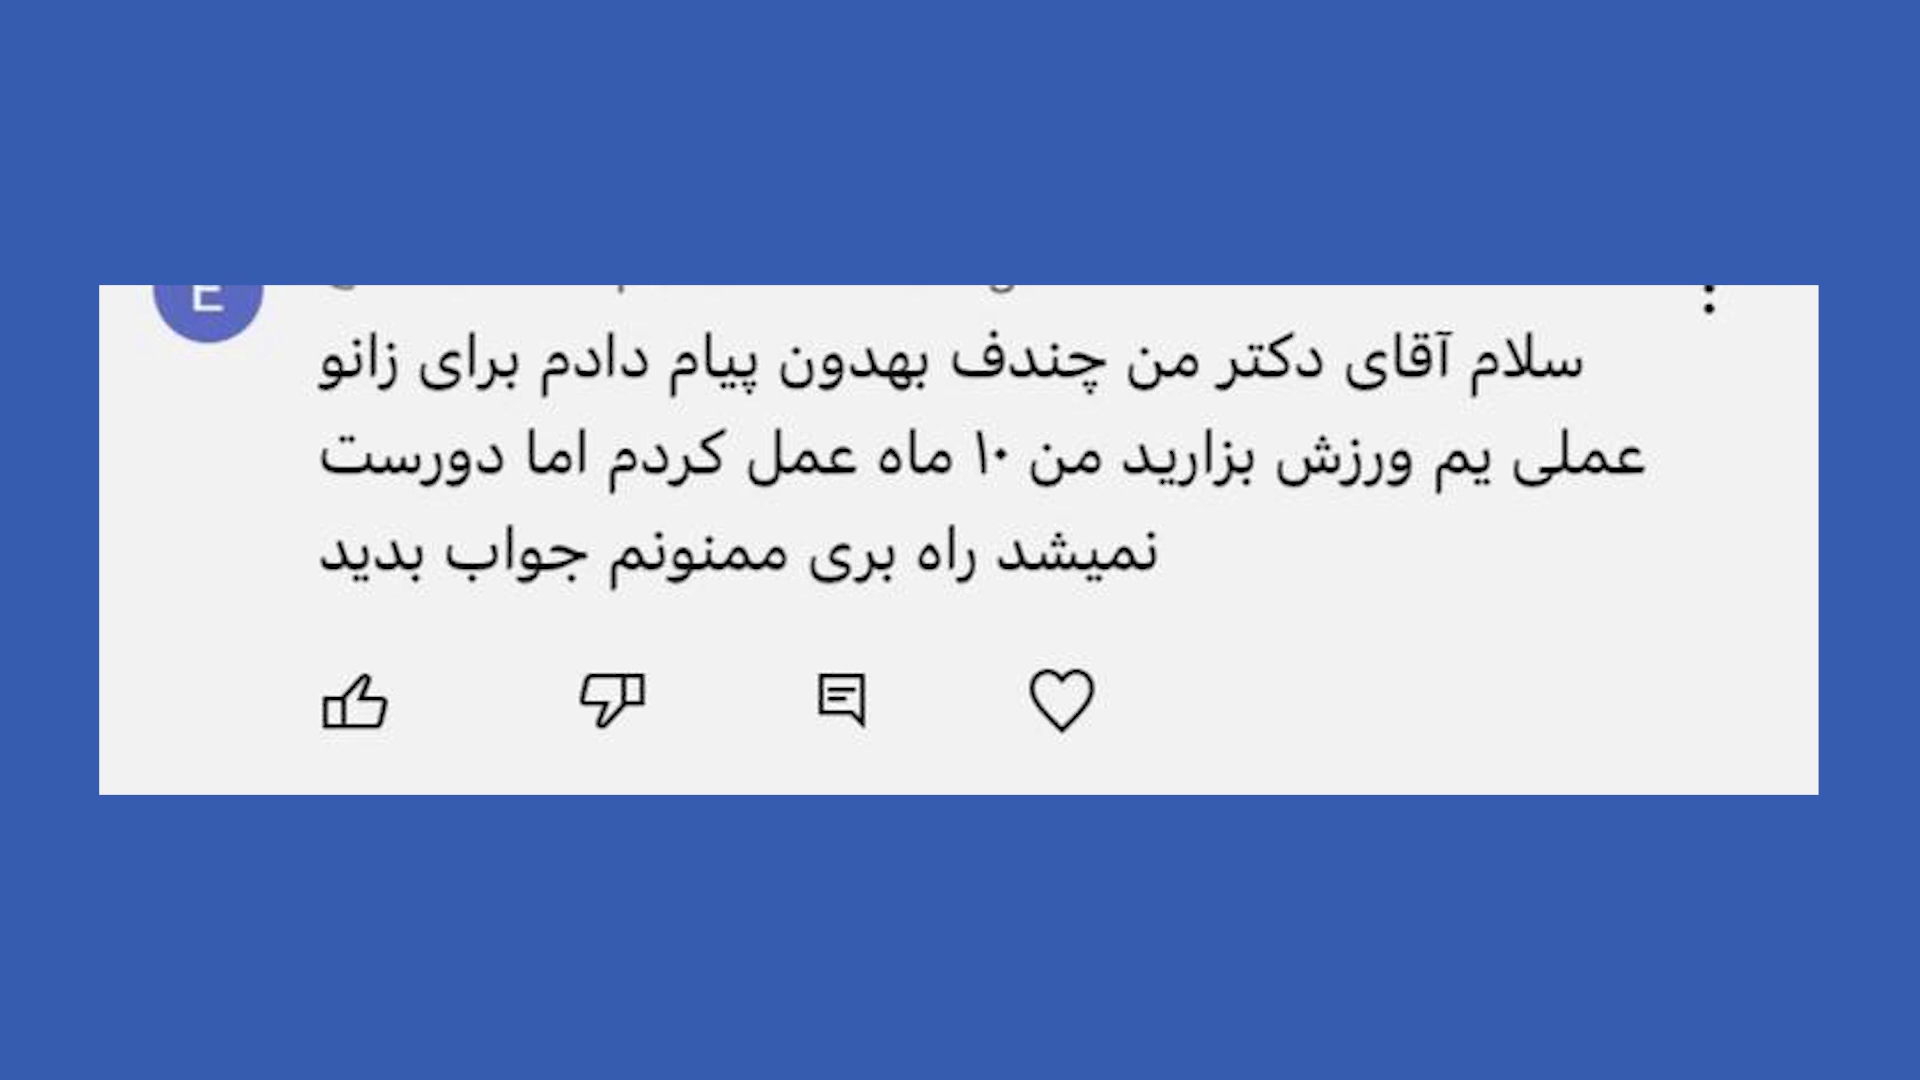 E
سلام آقای دکتر من چندف بهدون پیام دادم برای زانو
عملی یم ورزش بزارید من ۱۰ ماه عمل کردم اما دورست
نمیشد راه بری ممنونم جواب بدید